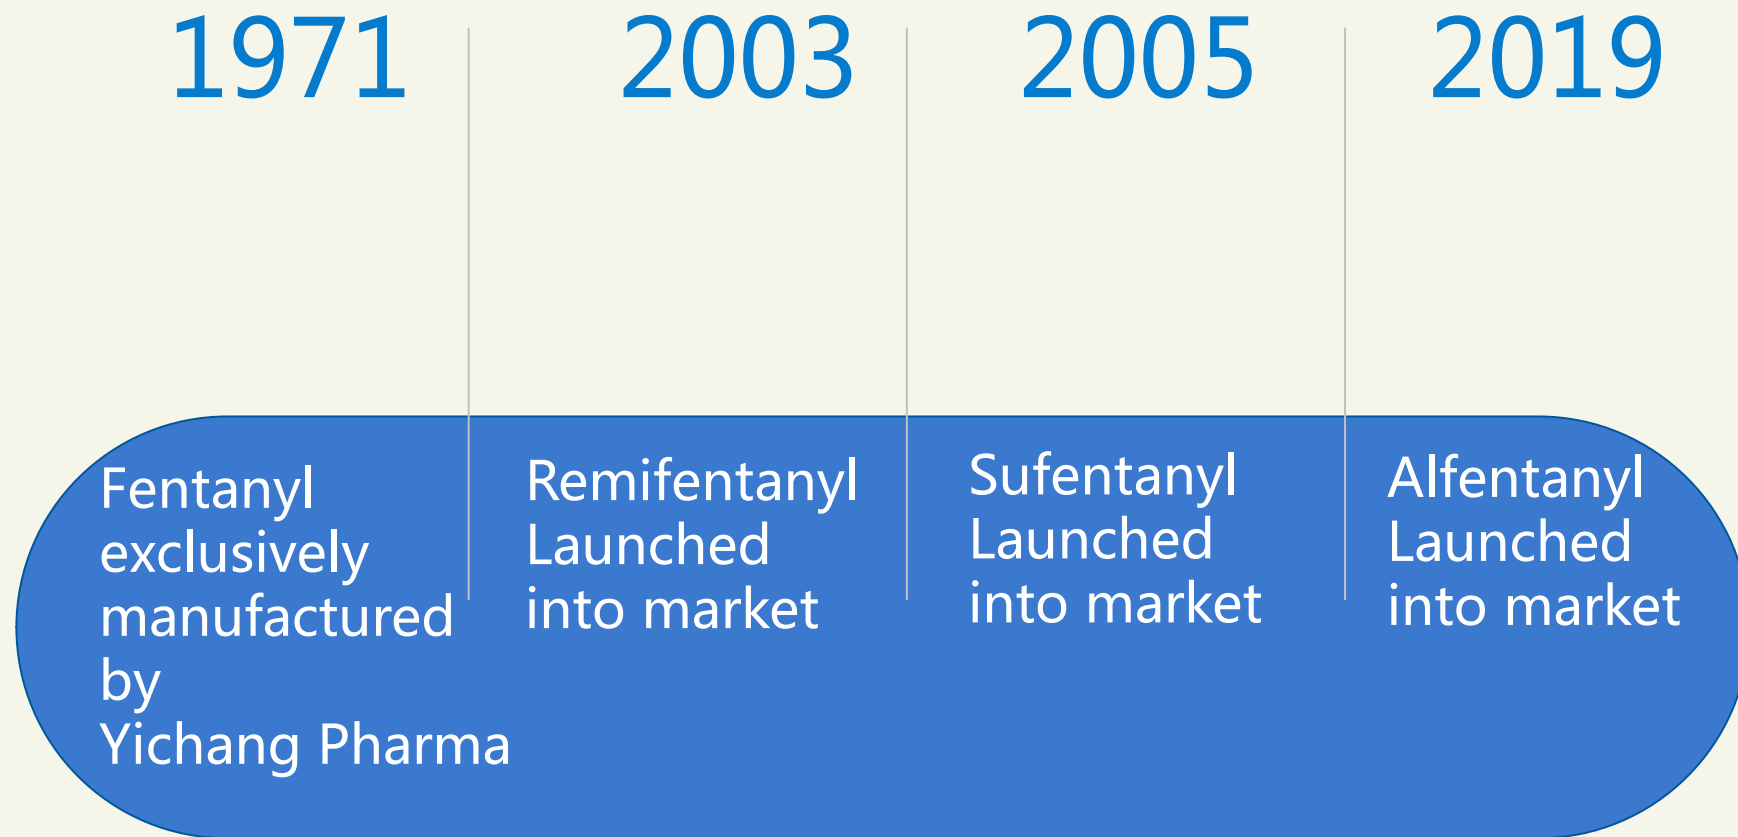 1971
2003
2005
2019
Fentanyl
exclusively
manufactured
by
Yichang Pharma
Remifentanyl
Launched
into market
Sufentanyl
Launched
into market
Alfentanyl
Launched
into market